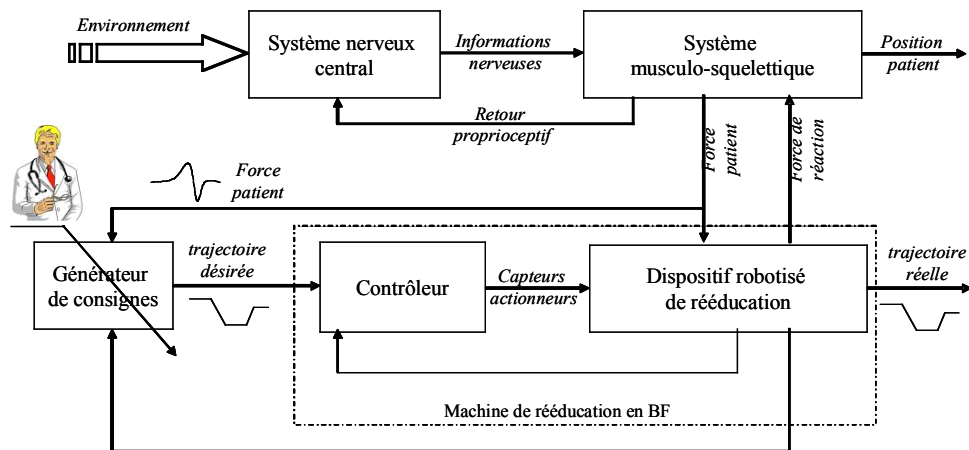 Environnement
Système nerveux
central
Informations
nerveuses
Système
musculo-squelettique
Position
patient
Retour
proprioceptif
Force
patient
Force de
réaction
Force
patient
Générateur
de consignes
trajectoire
désirée
Contrôleur
Capteurs
actionneurs
Dispositif robotisé
de rééducation
trajectoire
réelle
Machine de rééducation en BF